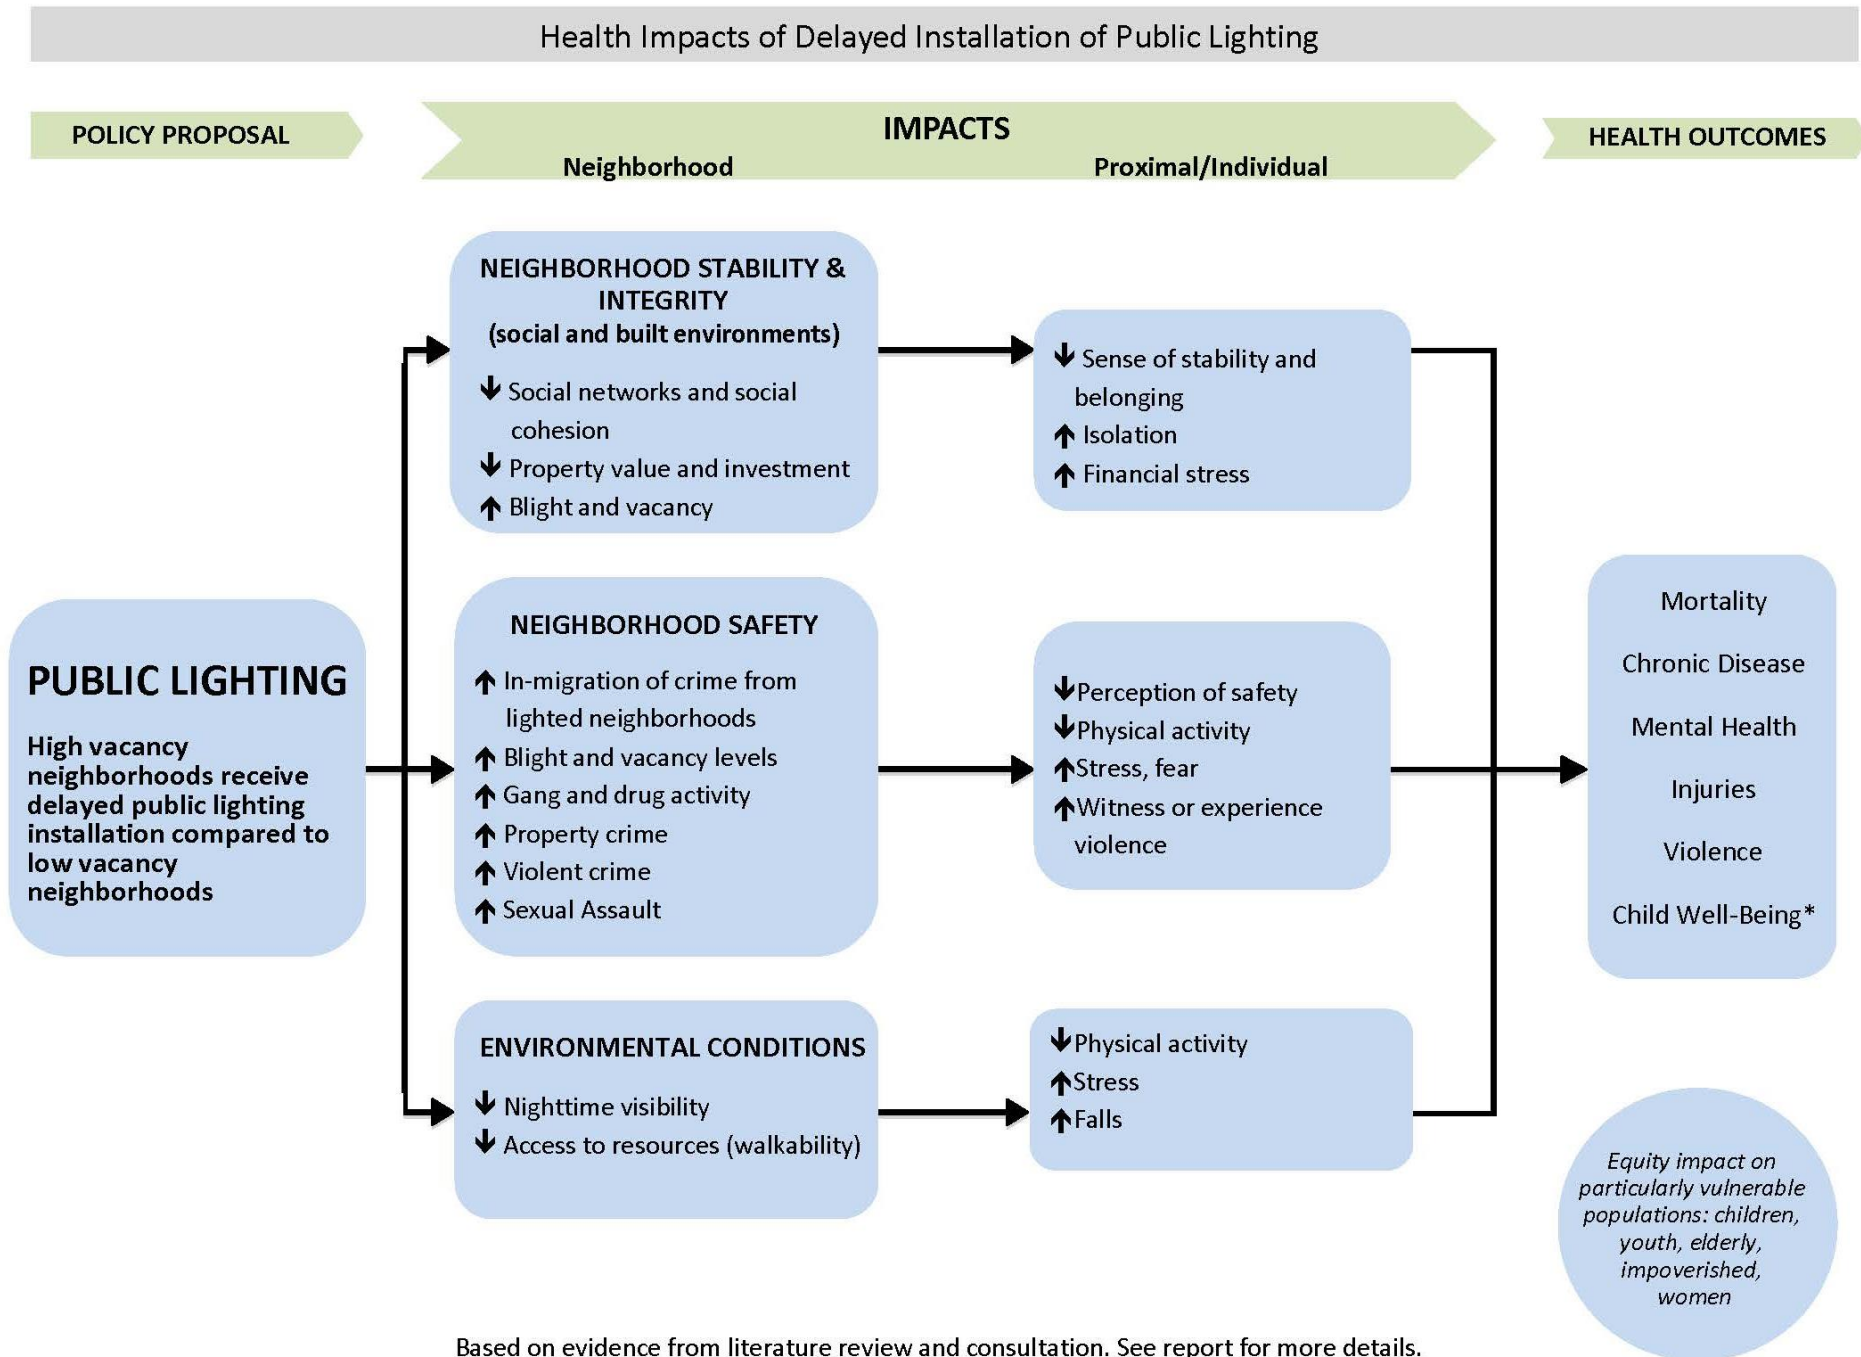 Health Impacts of Delayed Installation of Public Lighting
POLICY PROPOSAL
IMPACTS
Neighborhood
Proximal/Individual
HEALTH OUTCOMES
PUBLIC LIGHTING
High vacancy
neighborhoods receive
delayed public lighting
installation compared to
low vacancy
neighborhoods
NEIGHBORHOOD STABILITY &
INTEGRITY
(social and built environments)
↓ Social networks and social
cohesion
↓ Property value and investment
↑ Blight and vacancy
↓ Sense of stability and
belonging
↑ Isolation
↑ Financial stress
NEIGHBORHOOD SAFETY
↑ In-migration of crime from
lighted neighborhoods
↑ Blight and vacancy levels
↑ Gang and drug activity
↑ Property crime
↑ Violent crime
↑ Sexual Assault
↓ Perception of safety
↓ Physical activity
↑ Stress, fear
↑ Witness or experience
violence
ENVIRONMENTAL CONDITIONS
↓ Nighttime visibility
↓ Access to resources (walkability)
↓ Physical activity
↑ Stress
↑ Falls
Mortality
Chronic Disease
Mental Health
Injuries
Violence
Child Well-Being*
Equity impact on
particularly vulnerable
populations: children,
youth, elderly,
impoverished,
women
Based on evidence from literature review and consultation. See report for more details.